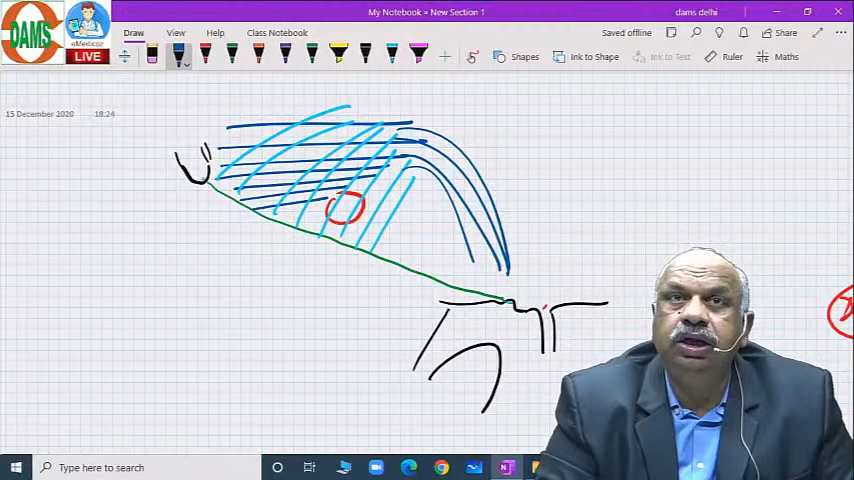 My Notebook = New Section 1
dams delhi
DAMS
eMedicoz
LIVE
Draw
View
Help
Class Notebook
Saved offline
Share
Shapes
Ink to Shape
Ink to Text
Ruler
Maths
15 December 2020
18:24
Type here to search